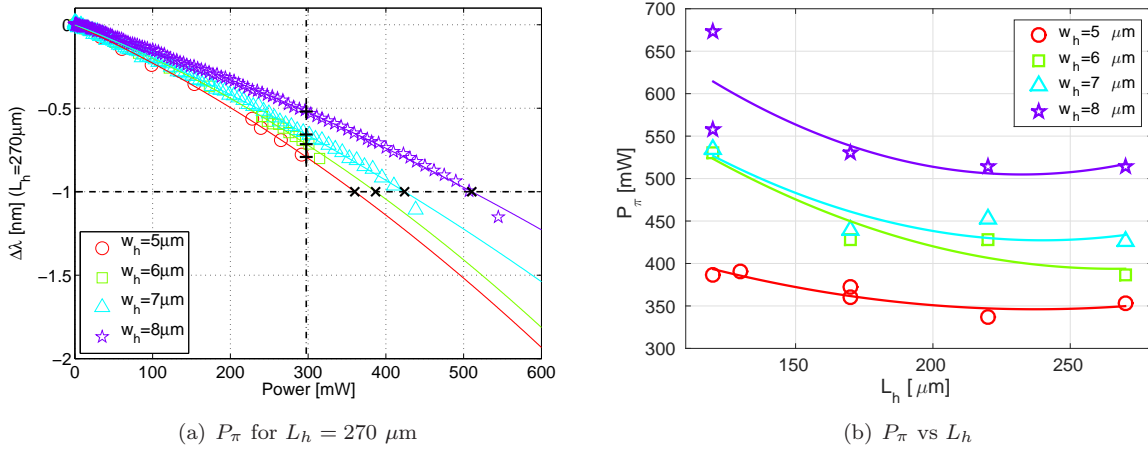 0
−0.5
−1
−1.5
−2
Δλ [nm] (L_h=270μm)
0 100 200 300 400 500 600
Power [mW]
w_h=5μm
w_h=6μm
w_h=7μm
w_h=8μm
(a) P_π for L_h = 270 μm
700
650
600
550
500
450
400
350
300
P_π [mW]
150 200 250
L_h [ μm]
w_h=5 μm
w_h=6 μm
w_h=7 μm
w_h=8 μm
(b) P_π vs L_h